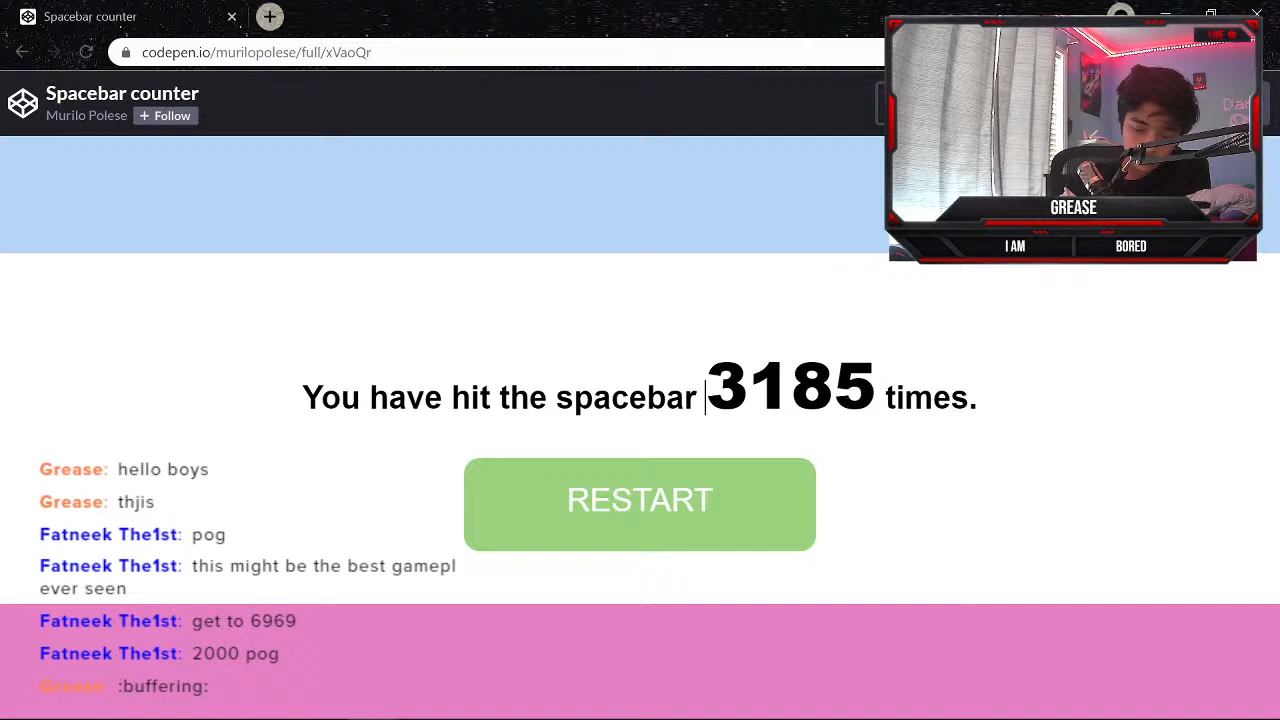 Spacebar counter
codepen.io/murilopolese/full/xVaoQr
Spacebar counter
Murilo Polese + Follow
LIVE
GREASE
I AM BORED
You have hit the spacebar 3185 times.
RESTART
Grease: hello boys
Grease: thjis
Fatneek The1st: pog
Fatneek The1st: this might be the best gamepl
ever seen
Fatneek The1st: get to 6969
Fatneek The1st: 2000 pog
Grease: :buffering: